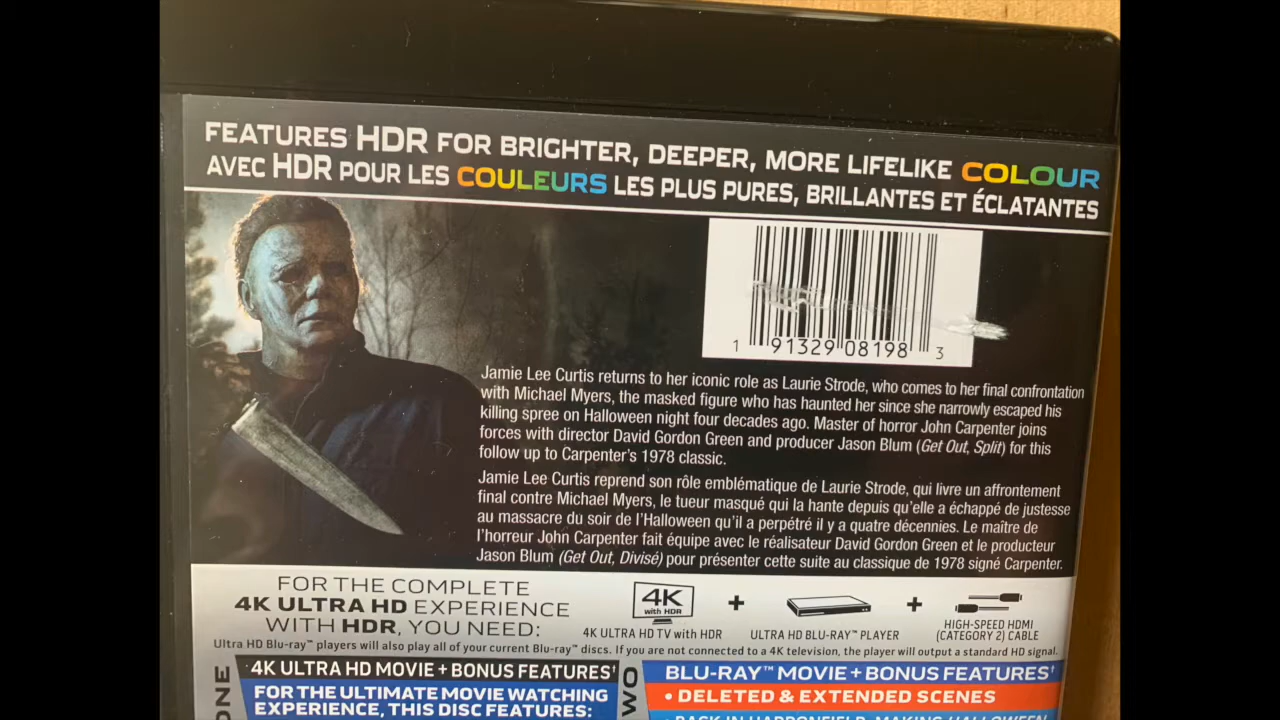 FEATURES HDR FOR BRIGHTER, DEEPER, MORE LIFELIKE COLOUR
AVEC HDR POUR LES COULEURS LES PLUS PURES, BRILLANTES ET ÉCLATANTES
1 91329 08198 3
Jamie Lee Curtis returns to her iconic role as Laurie Strode, who comes to her final confrontation
with Michael Myers, the masked figure who has haunted her since she narrowly escaped his
killing spree on Halloween night four decades ago. Master of horror John Carpenter joins
forces with director David Gordon Green and producer Jason Blum (Get Out, Split) for this
follow up to Carpenter's 1978 classic.
Jamie Lee Curtis reprend son rôle emblématique de Laurie Strode, qui livre un affrontement
final contre Michael Myers, le tueur masqué qui la hante depuis qu'elle a échappé de justesse
au massacre du soir de l'Halloween qu'il a perpétré il y a quatre décennies. Le maître de
l'horreur John Carpenter fait équipe avec le réalisateur David Gordon Green et le producteur
Jason Blum (Get Out, Divisé) pour présenter cette suite au classique de 1978 signé Carpenter.
FOR THE COMPLETE
4K ULTRA HD EXPERIENCE
WITH HDR, YOU NEED:
4K
with HDR
4K ULTRA HD TV with HDR
+
ULTRA HD BLU-RAY™ PLAYER
+
HIGH-SPEED HDMI
(CATEGORY 2) CABLE
Ultra HD Blu-ray™ players will also play all of your current Blu-ray™ discs. If you are not connected to a 4K television, the player will output a standard HD signal.
ONE
4K ULTRA HD MOVIE + BONUS FEATURES†
FOR THE ULTIMATE MOVIE WATCHING
EXPERIENCE, THIS DISC FEATURES:
WO
BLU-RAY™ MOVIE + BONUS FEATURES†
• DELETED & EXTENDED SCENES
• BACK IN HADDONFIELD: MAKING HALLOWEEN